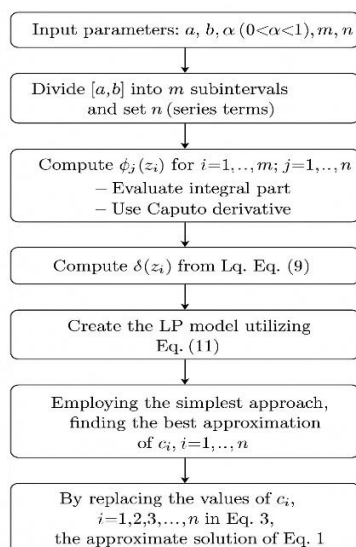 Input parameters: a, b, α (0<α<1), m, n
Divide [a,b] into m subintervals
and set n (series terms)
Compute ϕⱼ(zᵢ) for i=1,..,m; j=1,..,n
– Evaluate integral part
– Use Caputo derivative
Compute δ(zᵢ) from Lq. Eq. (9)
Create the LP model utilizing
Eq. (11)
Employing the simplest approach,
finding the best approximation
of cᵢ, i=1,..,n
By replacing the values of cᵢ,
i=1,2,3,...,n in Eq. 3,
the approximate solution of Eq. 1